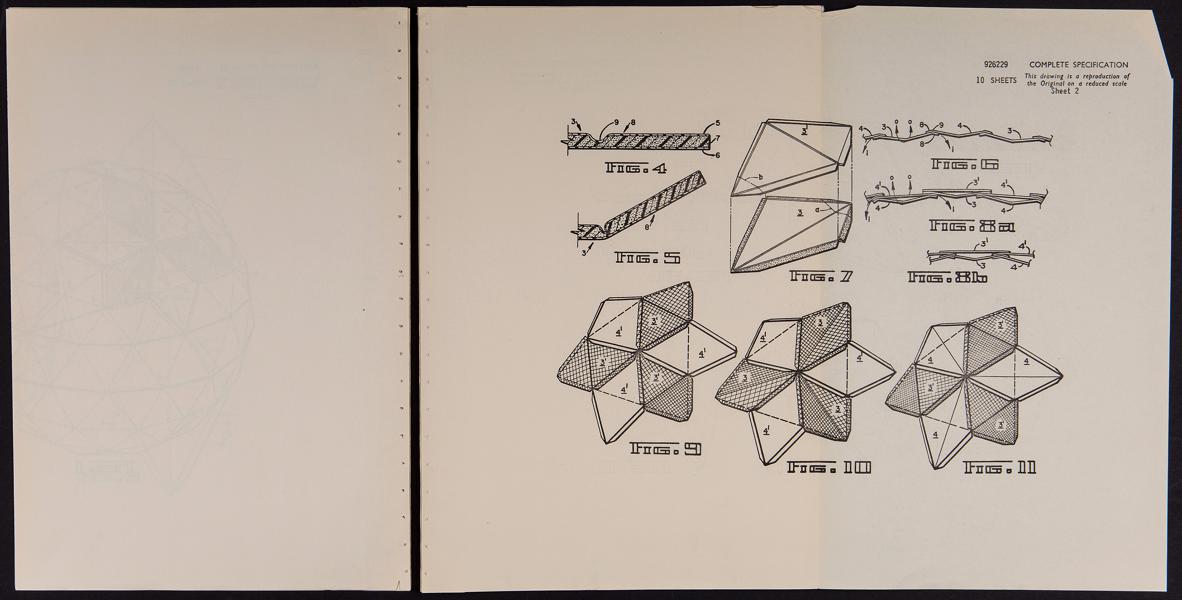 926229 COMPLETE SPECIFICATION
10 SHEETS This drawing is a reproduction of
the Original on a reduced scale
Sheet 2
3 9 8 5
7
6
FIG. 4
3'
b
3 a
FIG. 7
4 3 o o 8 9 4 3
8 1
1
FIG. 6
8
3
FIG. 5
4' o o 3' 4'
4 1 3 4
1
FIG. 8a
3' 4'
3 4
FIG. 8b
4' 3' 4'
3' 4' 3'
FIG. 9
4' 3 4'
3 4' 3
FIG. 10
4 3' 4
3' 4 3'
FIG. 11